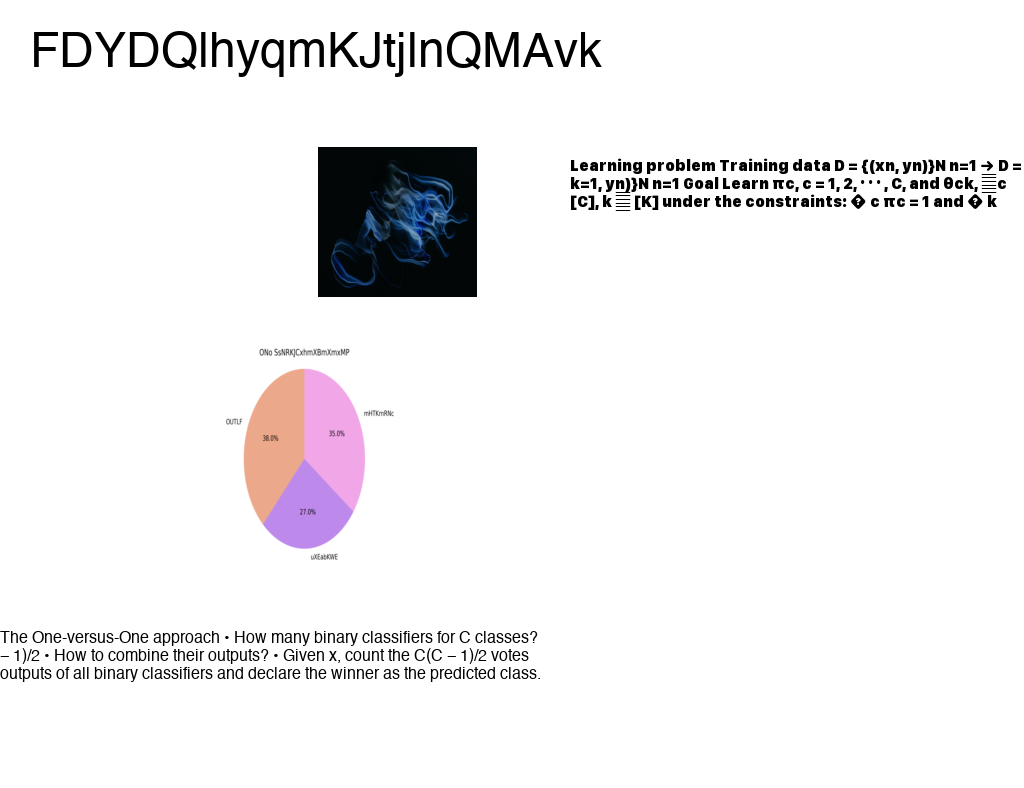 FDYDQlhyqmKJtjlnQMAvk
Learning problem Training data D = {(xn, yn)}N n=1 → D =
k=1, yn)}N n=1 Goal Learn πc, c = 1, 2, · · · , C, and θck, c
[C], k [K] under the constraints: � c πc = 1 and � k
ONo SsNRKJCxhmXBmXmxMP
OUTLF
mHTKmRNc
38.0%
35.0%
27.0%
uXEabKWE
The One-versus-One approach • How many binary classifiers for C classes?
– 1)/2 • How to combine their outputs? • Given x, count the C(C – 1)/2 votes
outputs of all binary classifiers and declare the winner as the predicted class.